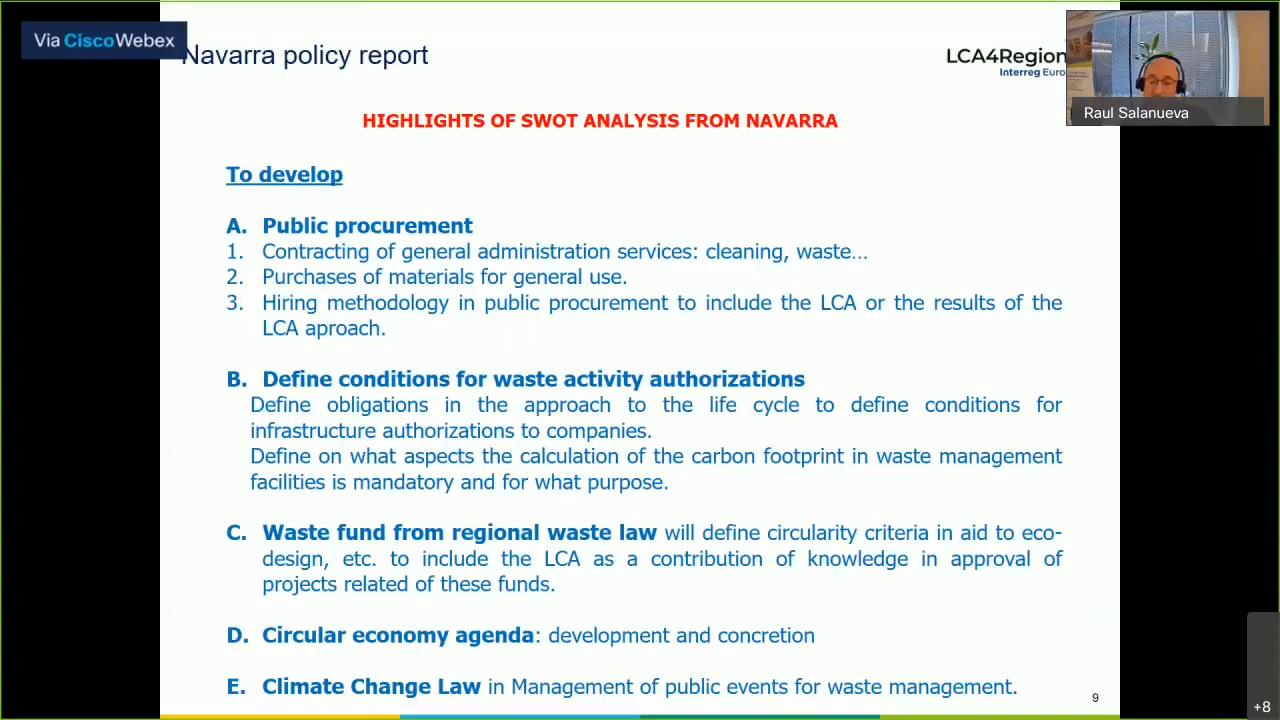 Via CiscoWebex
Navarra policy report
LCA4Region
Interreg Euro
Raul Salanueva
HIGHLIGHTS OF SWOT ANALYSIS FROM NAVARRA
To develop
A. Public procurement
1. Contracting of general administration services: cleaning, waste…
2. Purchases of materials for general use.
3. Hiring methodology in public procurement to include the LCA or the results of the
LCA aproach.
B. Define conditions for waste activity authorizations
Define obligations in the approach to the life cycle to define conditions for
infrastructure authorizations to companies.
Define on what aspects the calculation of the carbon footprint in waste management
facilities is mandatory and for what purpose.
C. Waste fund from regional waste law will define circularity criteria in aid to eco-
design, etc. to include the LCA as a contribution of knowledge in approval of
projects related of these funds.
D. Circular economy agenda: development and concretion
E. Climate Change Law in Management of public events for waste management.
9
+8